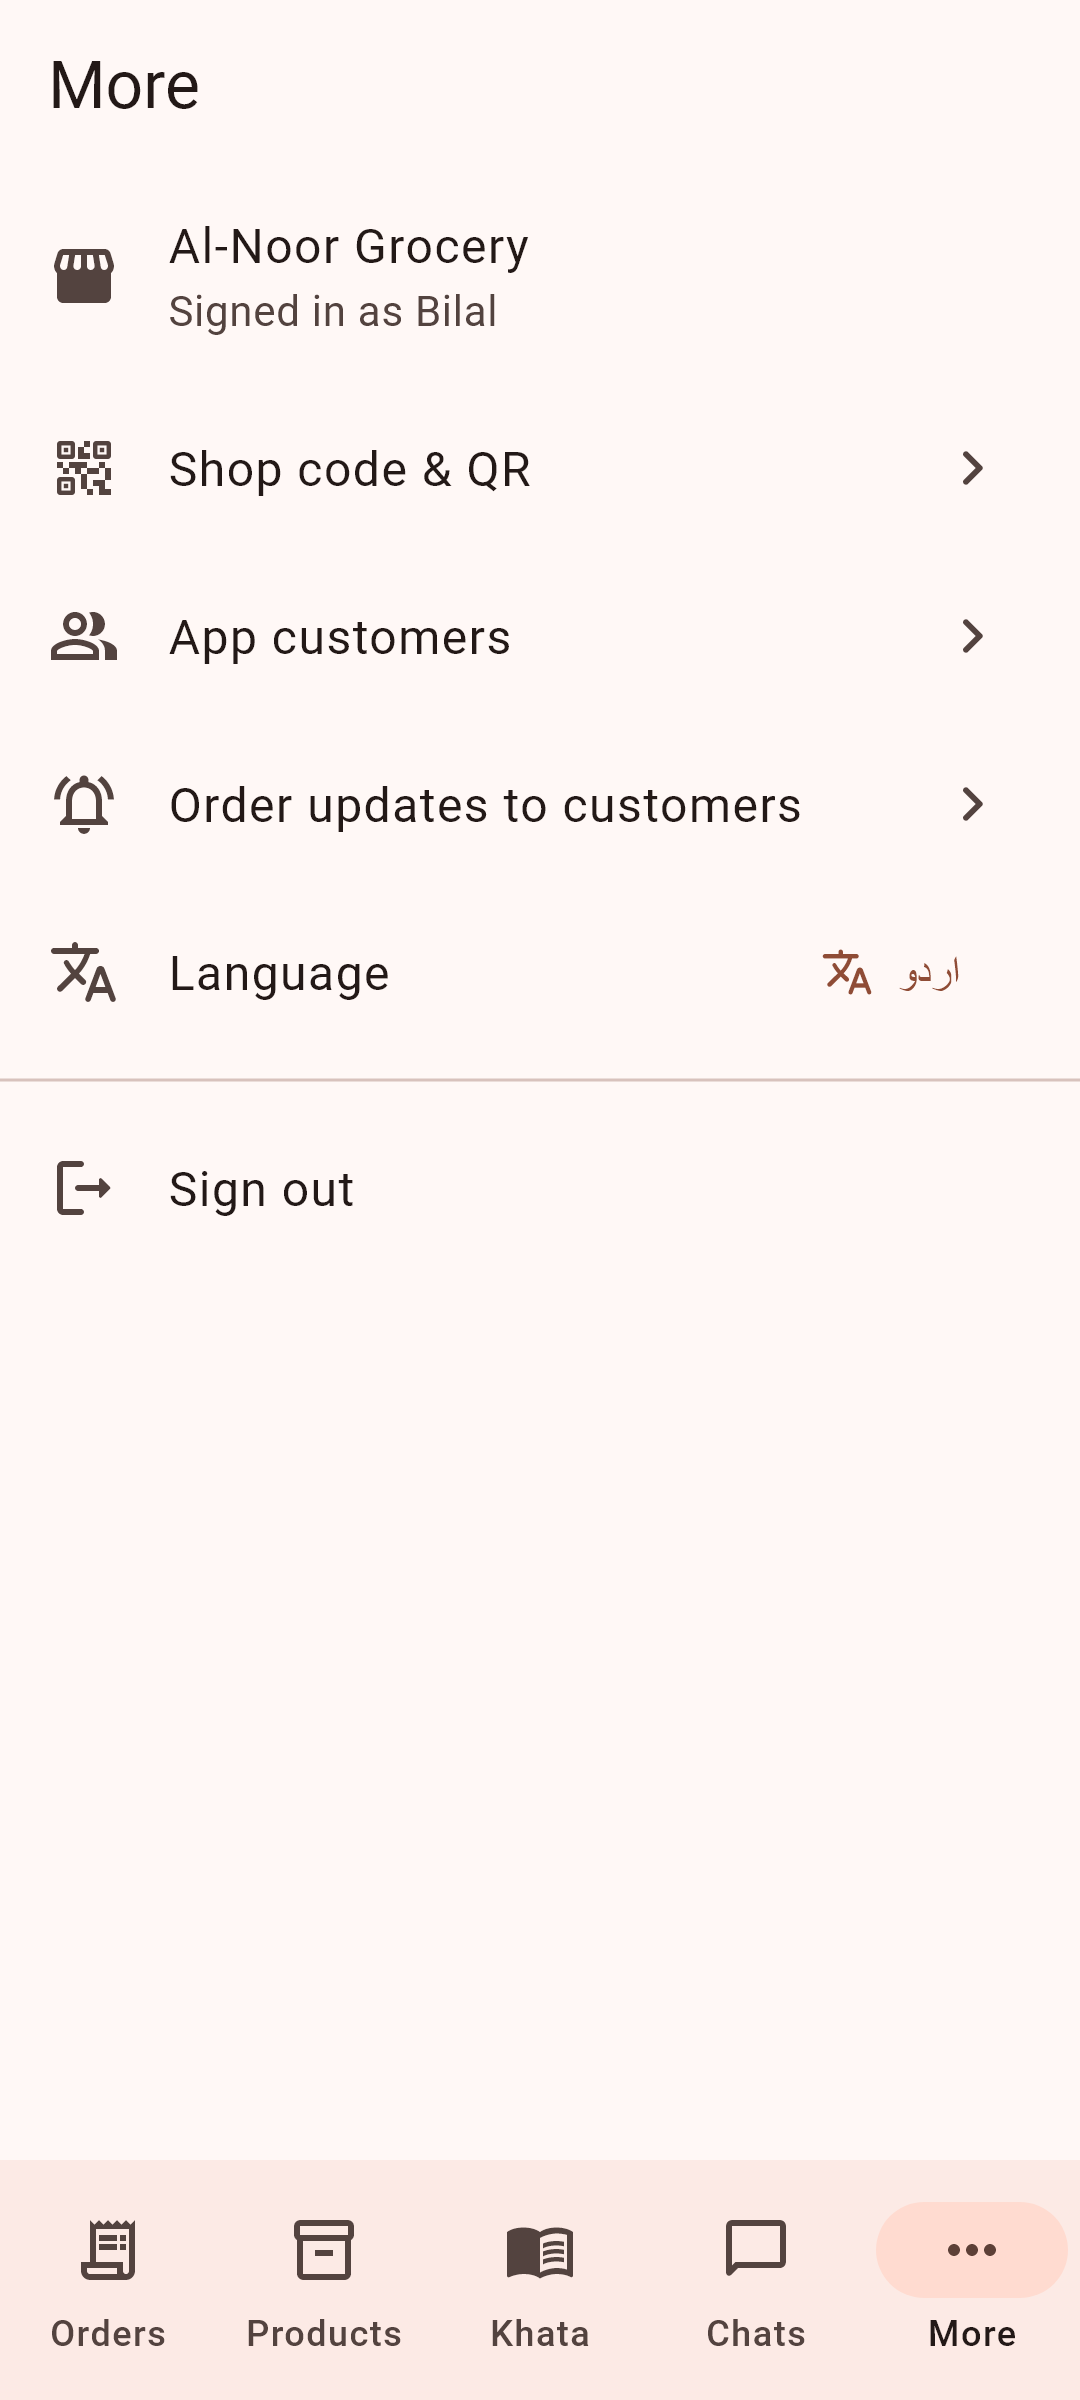 More
Al-Noor Grocery
Signed in as Bilal
Shop code & QR
App customers
Order updates to customers
Language
اردو
Sign out
Orders
Products
Khata
Chats
More